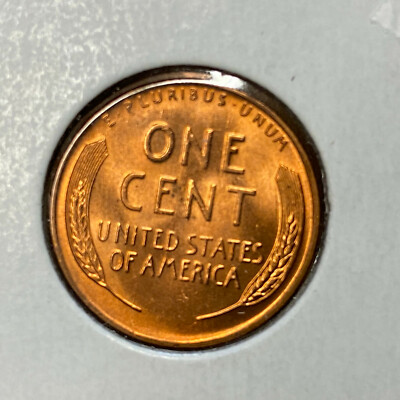 E·PLURIBUS·UNUM
ONE
CENT
UNITED STATES
OF AMERICA